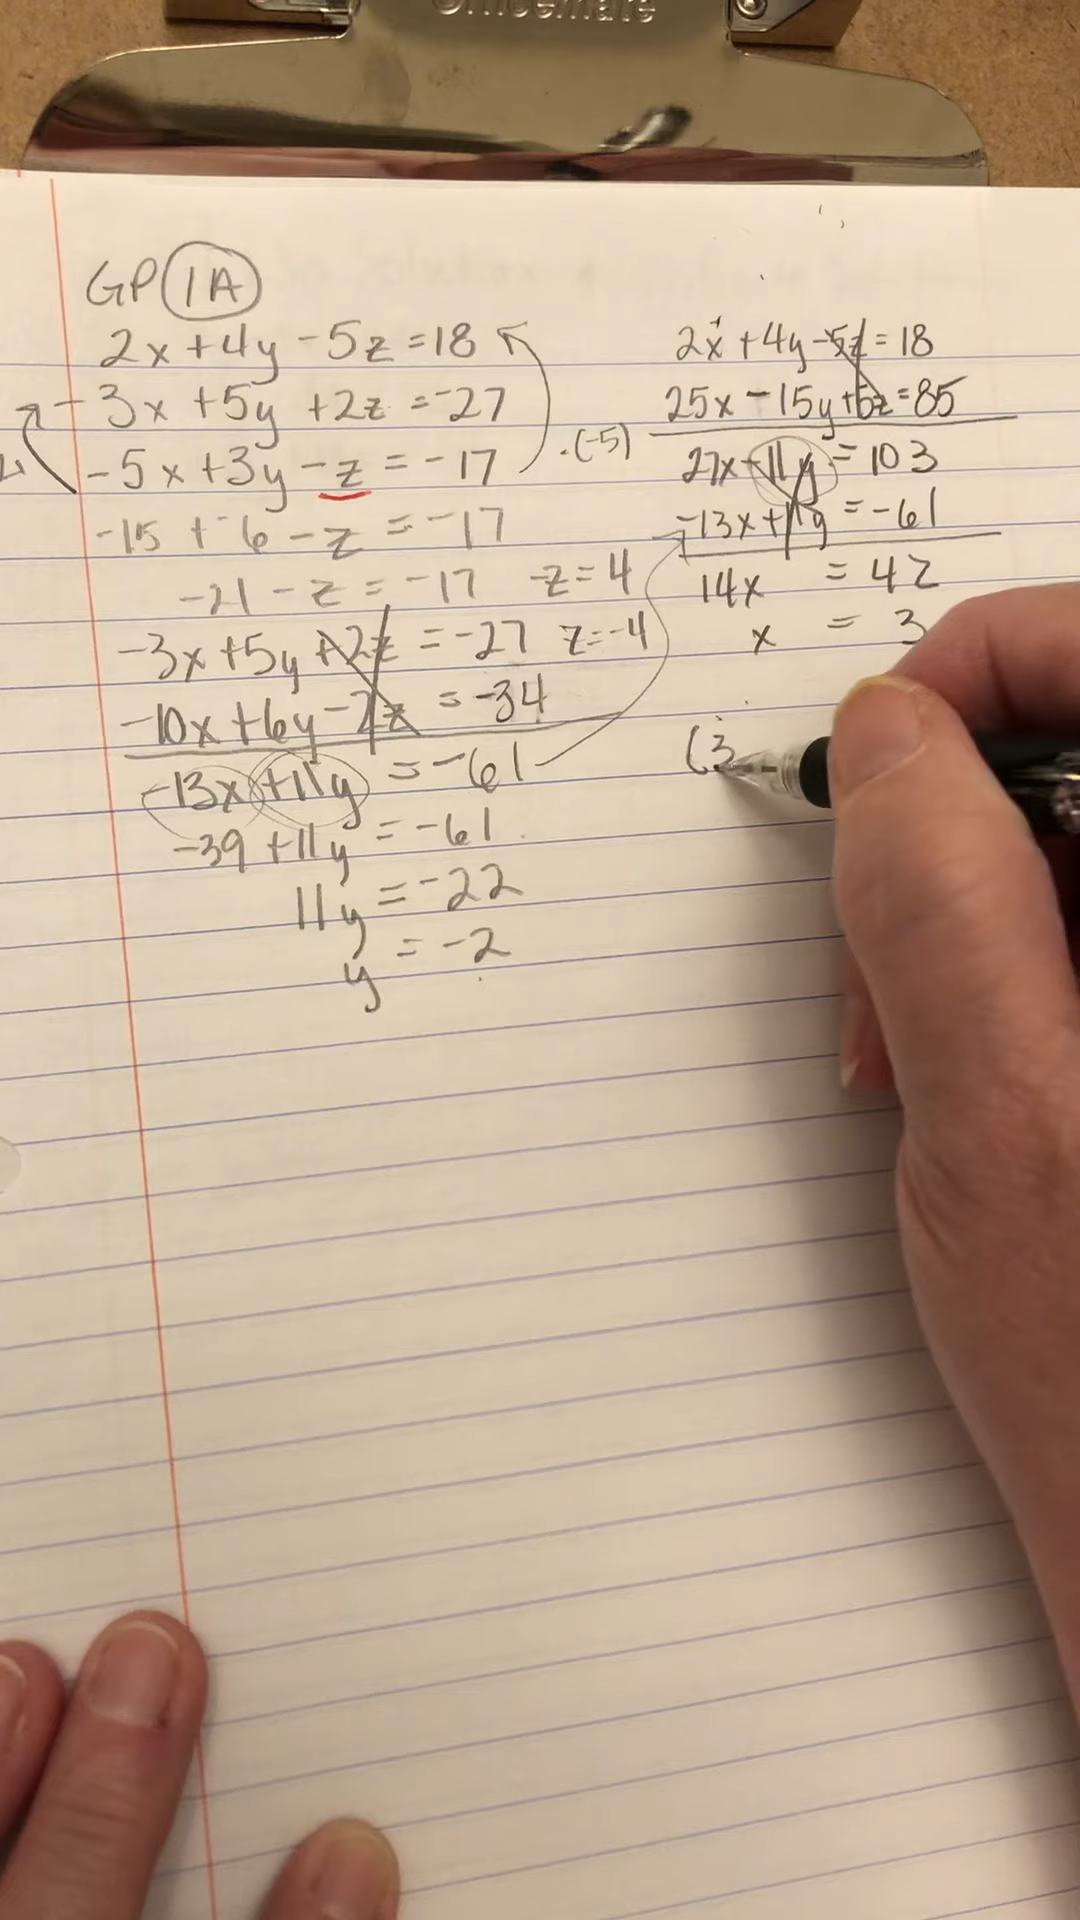 Officemate
GP 1A
2x+4y-5z=18
-3x+5y+2z=-27
-5x+3y-z=-17
-15+-6-z=-17
-21-z=-17 -z=4
-3x+5y+2z=-27 z=-4
-10x+6y-2z=-34
-13x+11y=-61
-39+11y=-61
11y=-22
y=-2
2x+4y-5z=18
·(-5) 25x-15y+5z=85
27x-11y=103
-13x+11y=-61
14x=42
x=3
(3